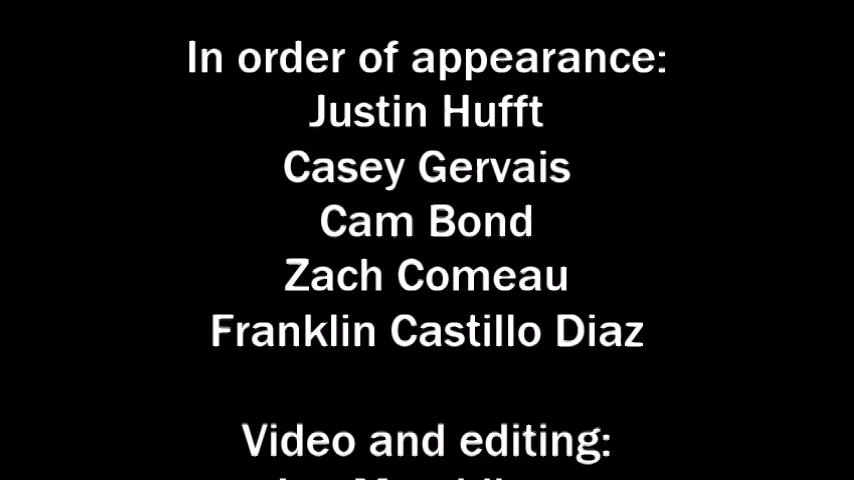 In order of appearance:
Justin Hufft
Casey Gervais
Cam Bond
Zach Comeau
Franklin Castillo Diaz
Video and editing: